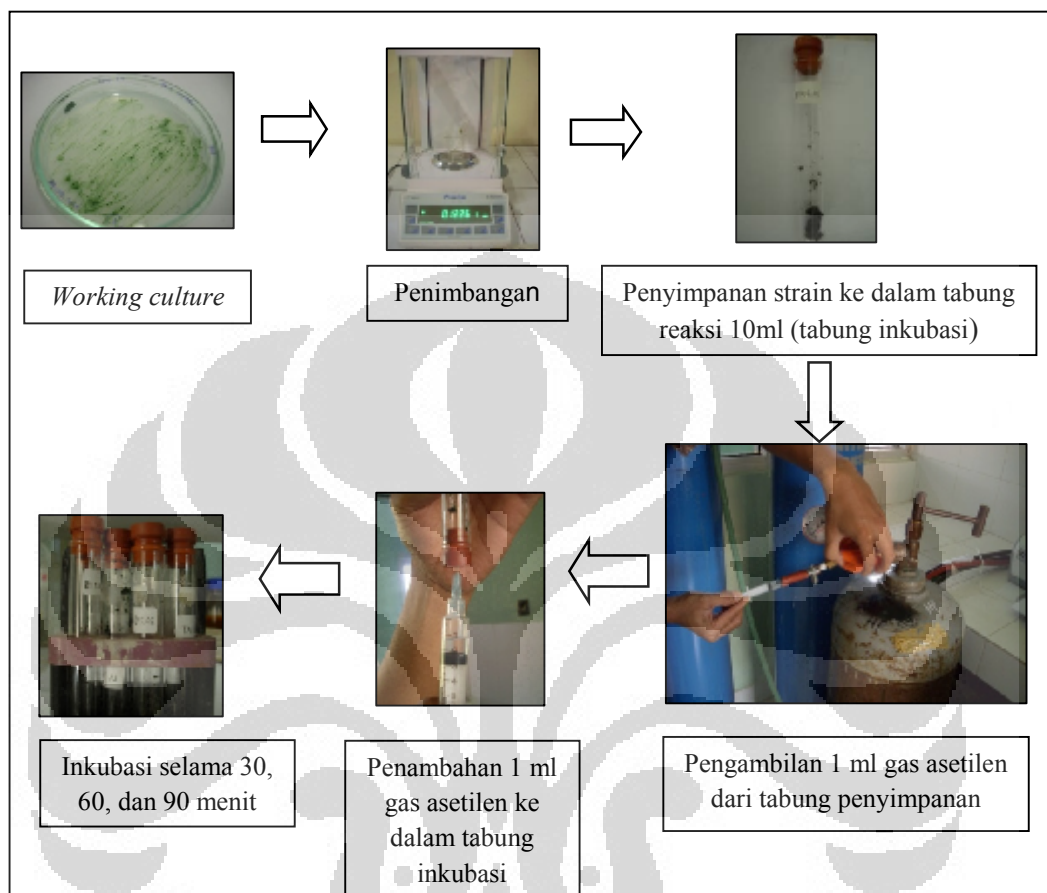 Working culture
Penimbangan
Penyimpanan strain ke dalam tabung
reaksi 10ml (tabung inkubasi)
Pengambilan 1 ml gas asetilen
dari tabung penyimpanan
Penambahan 1 ml
gas asetilen ke
dalam tabung
inkubasi
Inkubasi selama 30,
60, dan 90 menit